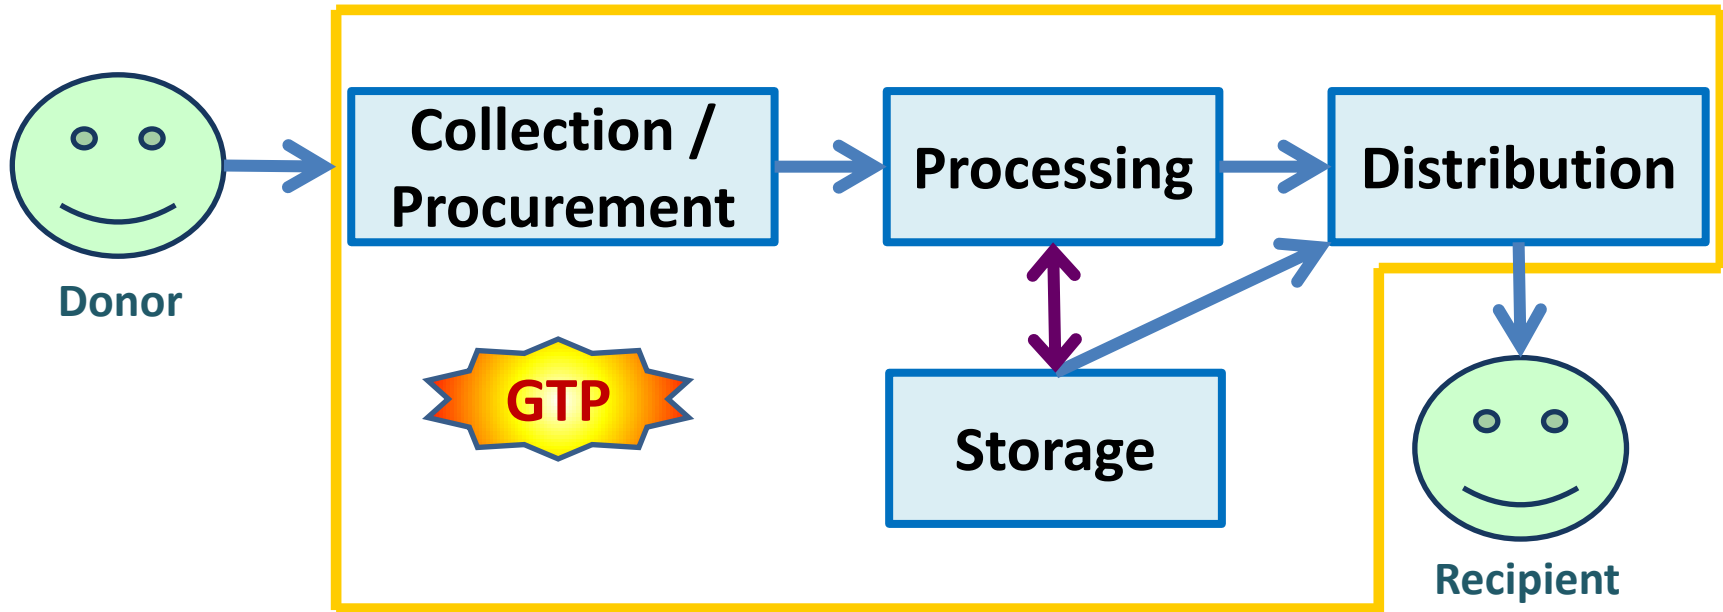 Collection /
Procurement
Processing
Distribution
Donor
GTP
Storage
Recipient